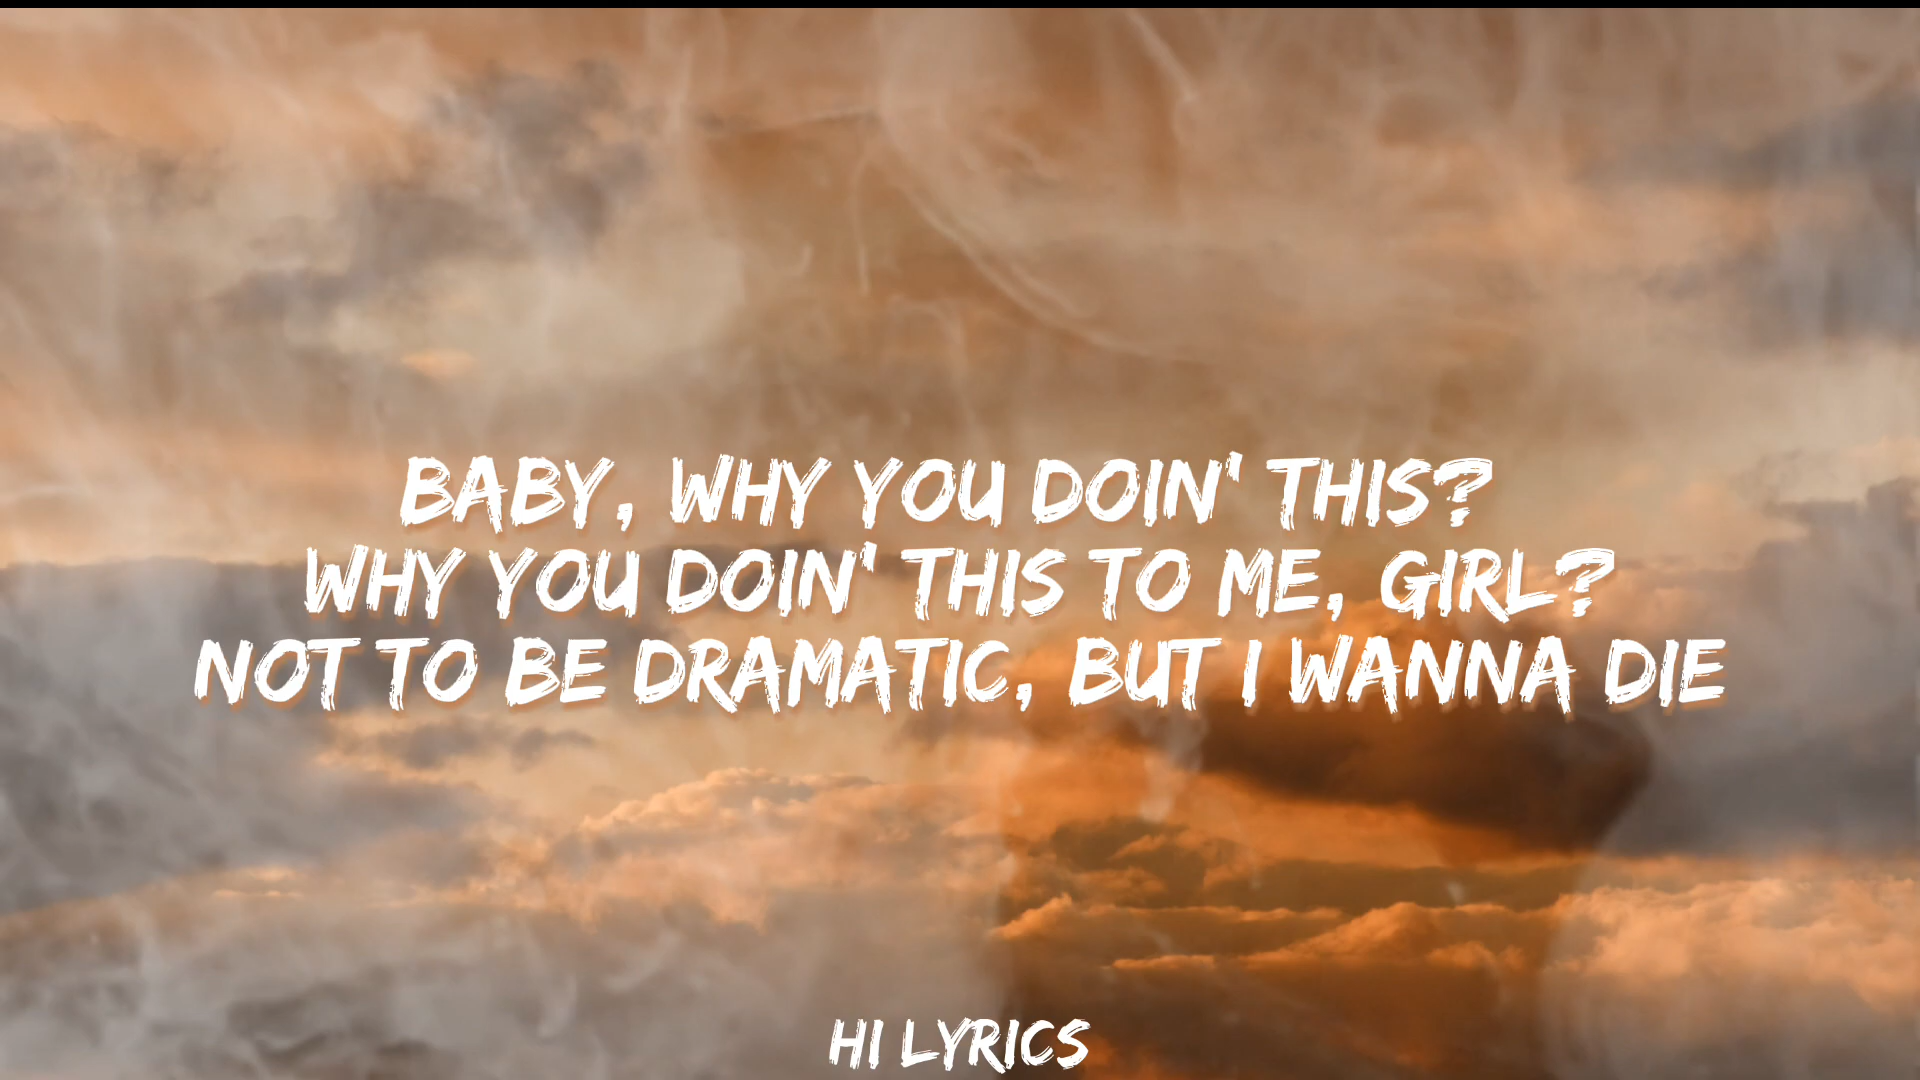 BABY, WHY YOU DOIN' THIS?
WHY YOU DOIN' THIS TO ME, GIRL?
NOT TO BE DRAMATIC, BUT I WANNA DIE
HI LYRICS